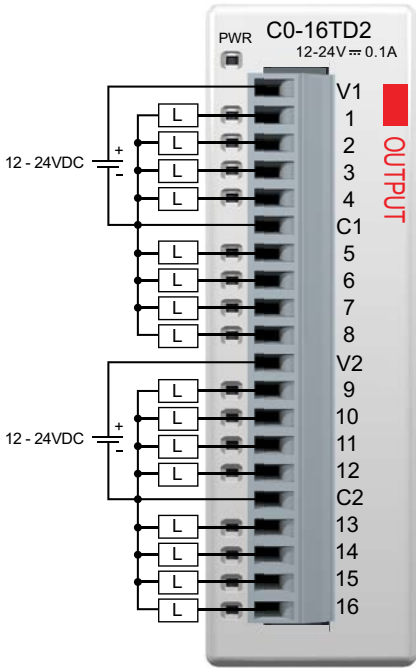 PWR
C0-16TD2
12-24V ⎓ 0.1A
OUTPUT
V1
L 1
L 2
12 - 24VDC + -
L 3
L 4
C1
L 5
L 6
L 7
L 8
V2
L 9
L 10
12 - 24VDC + -
L 11
L 12
C2
L 13
L 14
L 15
L 16